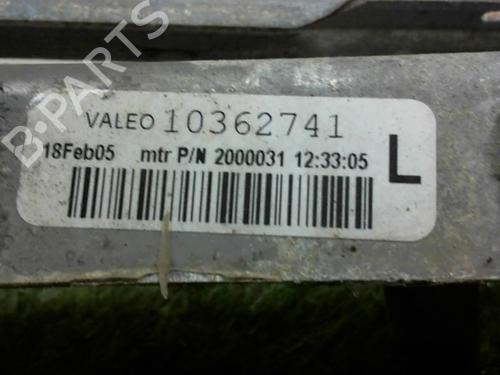 B-PARTS
VALEO 10362741
18Feb05 mtr P/N 2000031 12:33:05
L